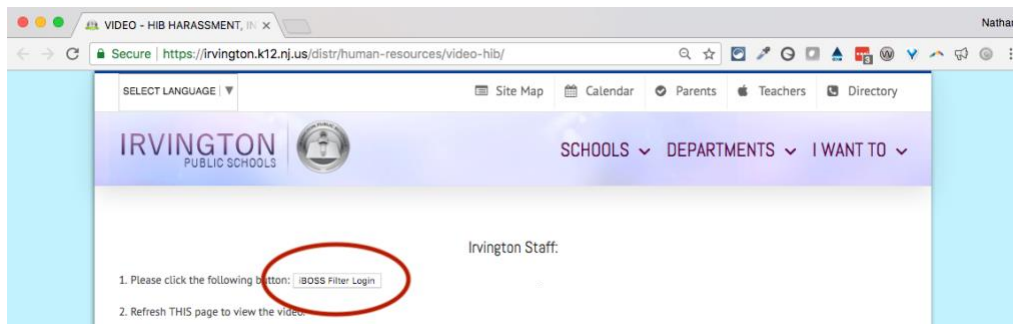 VIDEO - HIB HARASSMENT, IN
Nathan
Secure | https://irvington.k12.nj.us/distr/human-resources/video-hib/
SELECT LANGUAGE | ▼
Site Map Calendar Parents Teachers Directory
IRVINGTON
PUBLIC SCHOOLS
SCHOOLS DEPARTMENTS I WANT TO
Irvington Staff:
1. Please click the following button: iBOSS Filter Login
2. Refresh THIS page to view the video.